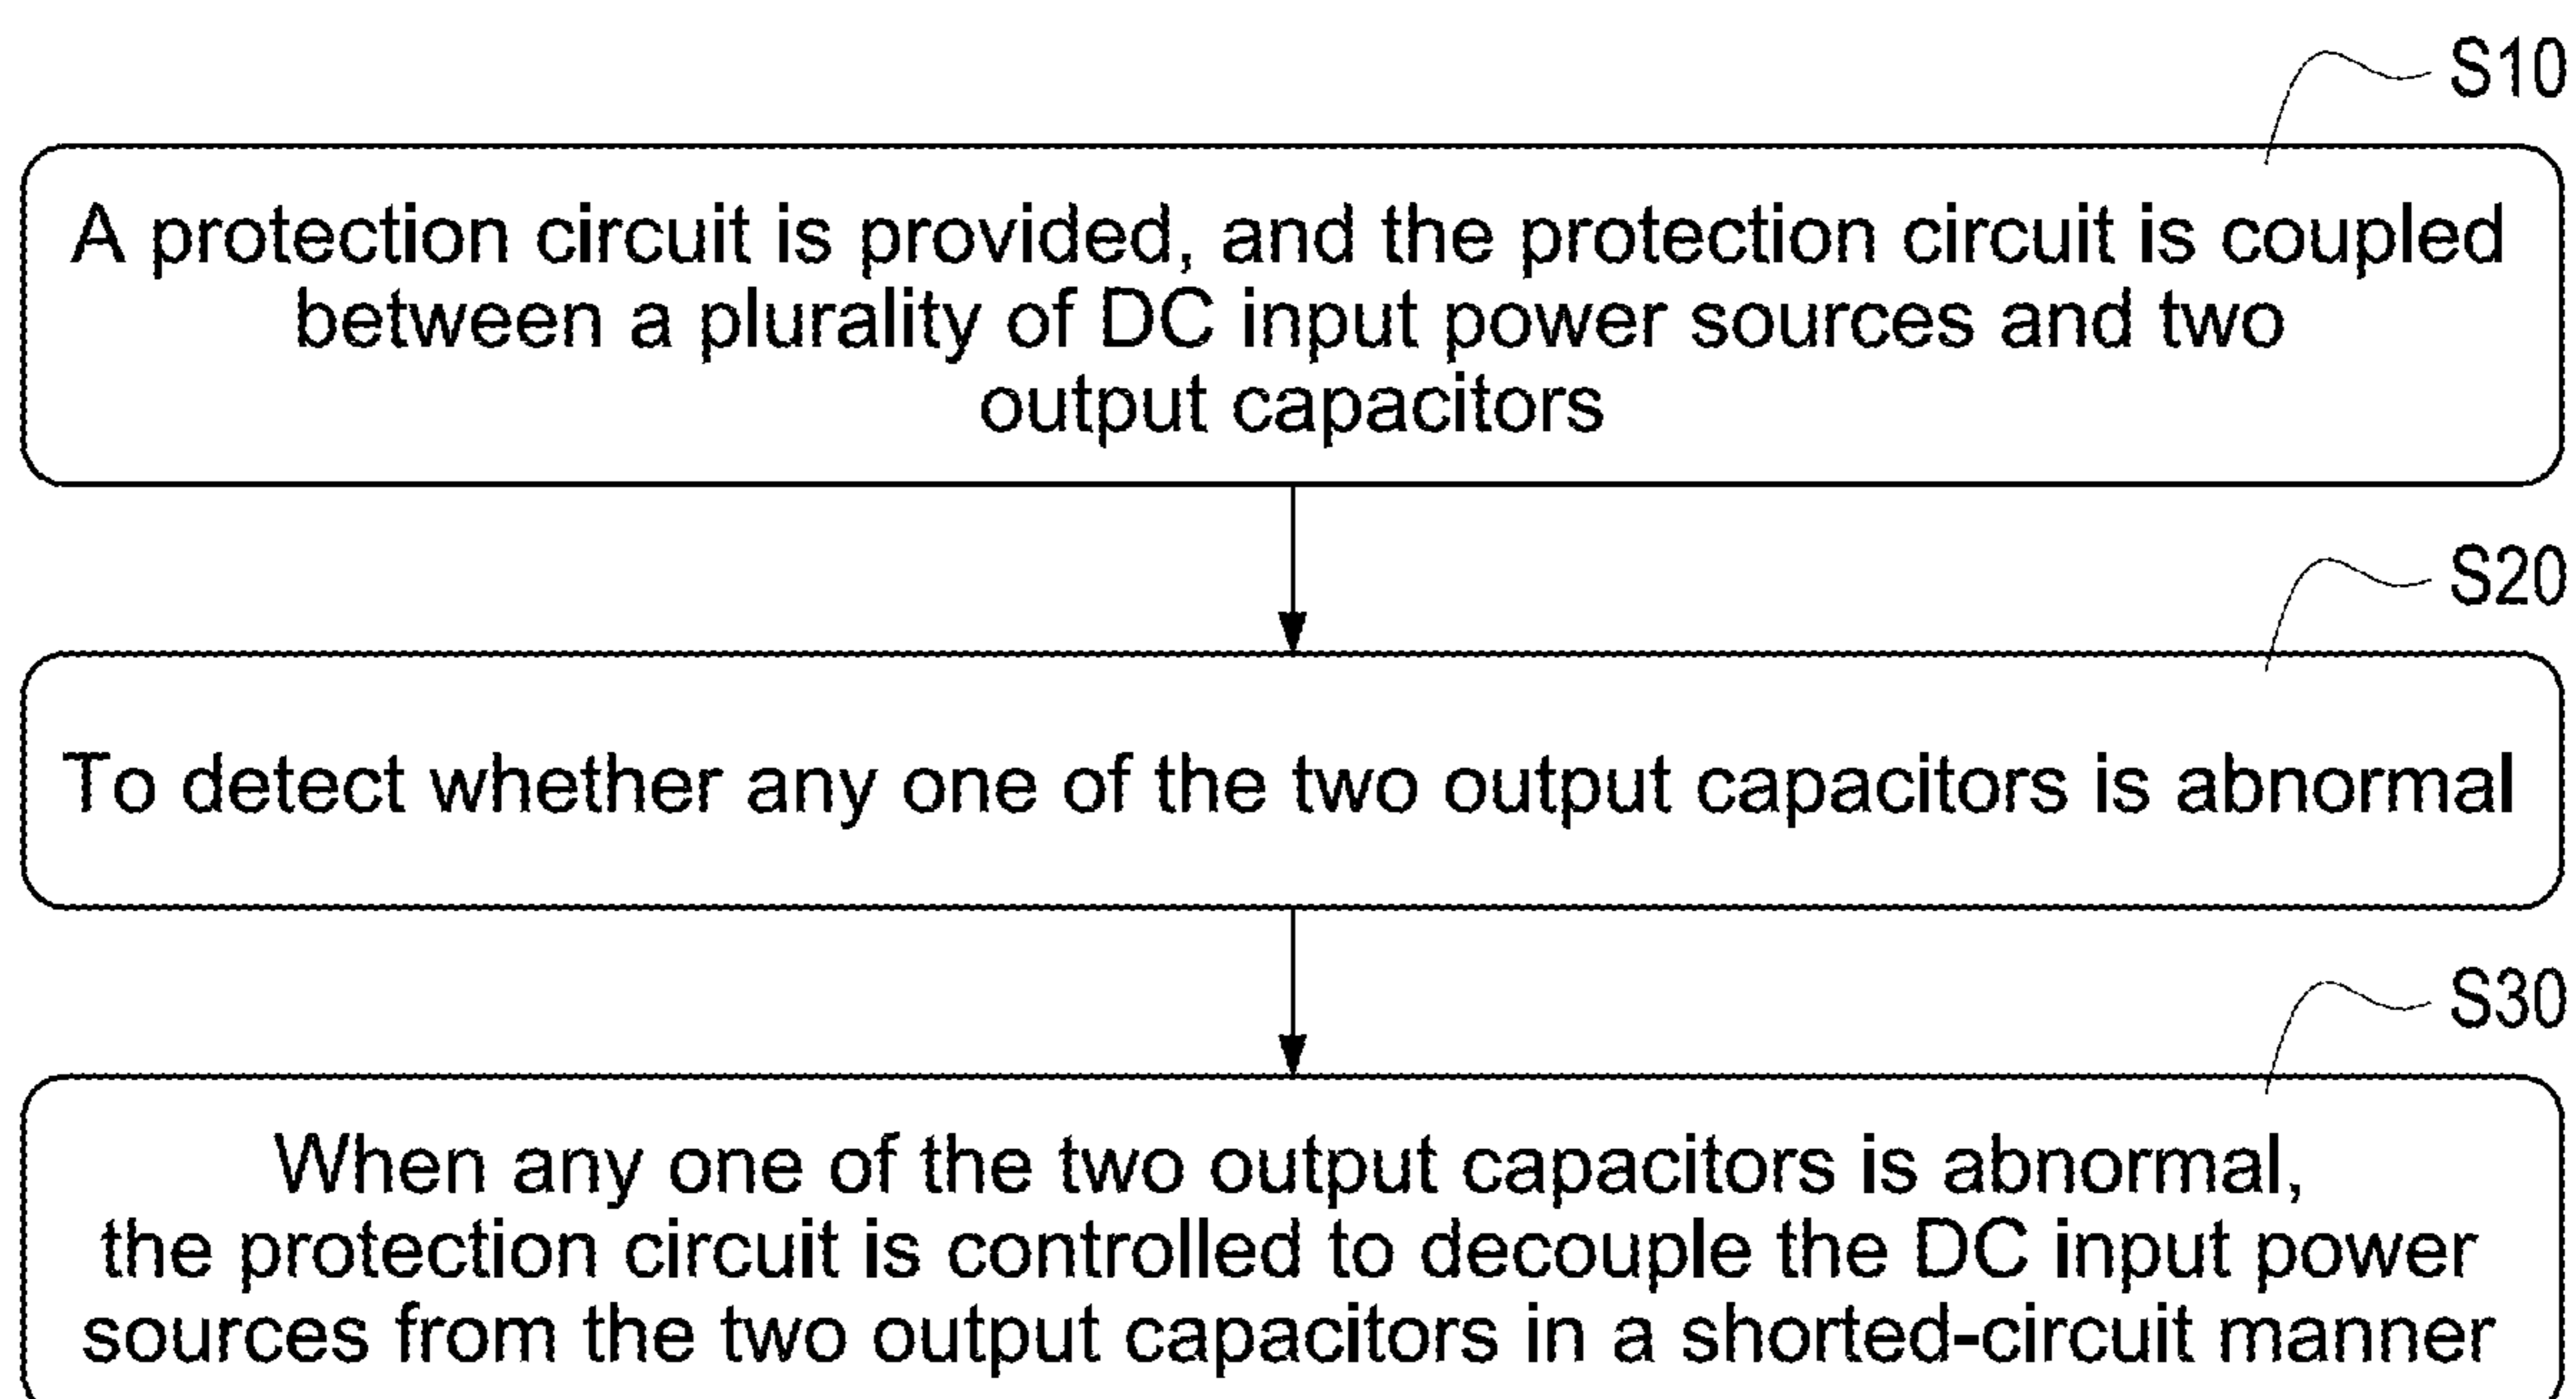 S10
A protection circuit is provided, and the protection circuit is coupled
between a plurality of DC input power sources and two
output capacitors
S20
To detect whether any one of the two output capacitors is abnormal
S30
When any one of the two output capacitors is abnormal,
the protection circuit is controlled to decouple the DC input power
sources from the two output capacitors in a shorted-circuit manner